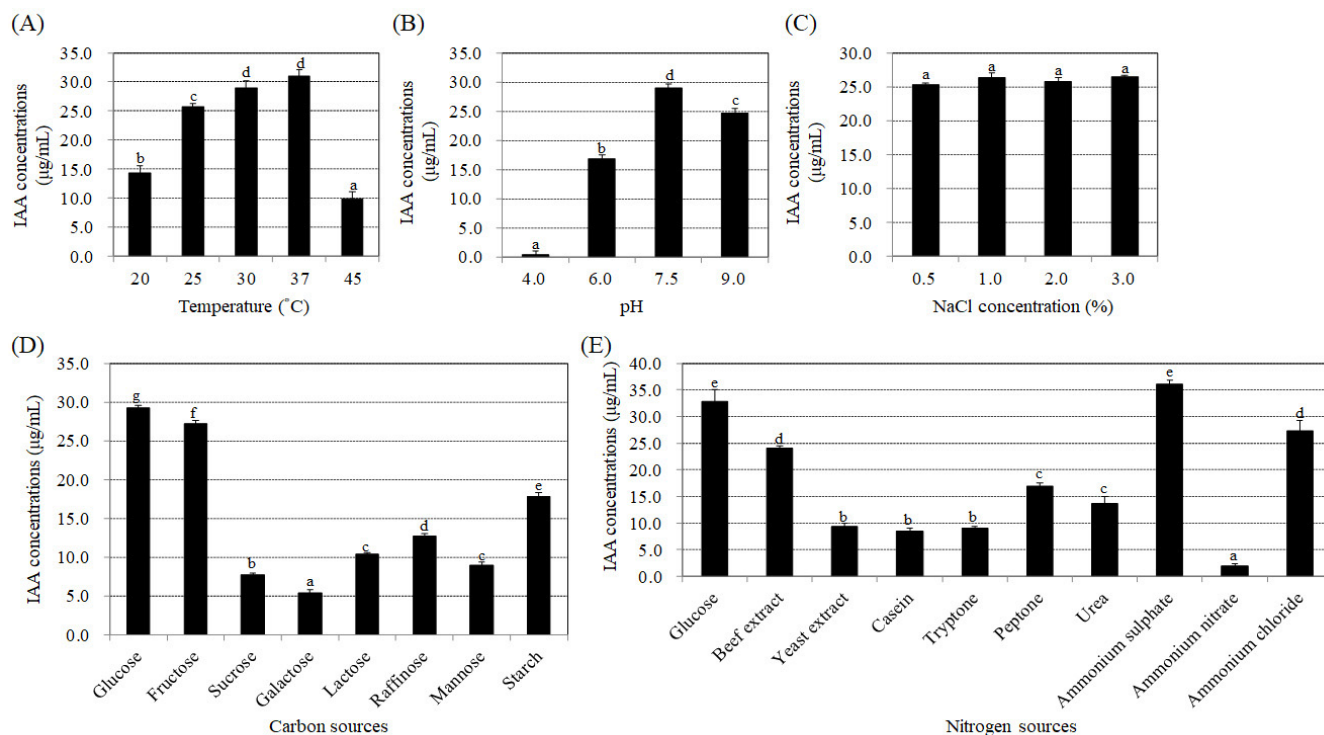 (A)
IAA concentrations
(µg/mL)
35.0
30.0
25.0
20.0
15.0
10.0
5.0
0.0
b
c
d
d
a
20 25 30 37 45
Temperature (°C)
(B)
IAA concentrations
(µg/mL)
35.0
30.0
25.0
20.0
15.0
10.0
5.0
0.0
a
b
d
c
4.0 6.0 7.5 9.0
pH
(C)
IAA concentrations
(µg/mL)
30.0
25.0
20.0
15.0
10.0
5.0
0.0
a
a
a
a
0.5 1.0 2.0 3.0
NaCl concentration (%)
(D)
IAA concentrations (µg/mL)
35.0
30.0
25.0
20.0
15.0
10.0
5.0
0.0
g
f
b
a
c
d
c
e
Glucose
Fructose
Sucrose
Galactose
Lactose
Raffinose
Mannose
Starch
Carbon sources
(E)
IAA concentrations (µg/mL)
40.0
35.0
30.0
25.0
20.0
15.0
10.0
5.0
0.0
e
d
b
b
b
c
c
e
a
d
Glucose
Beef extract
Yeast extract
Casein
Tryptone
Peptone
Urea
Ammonium sulphate
Ammonium nitrate
Ammonium chloride
Nitrogen sources